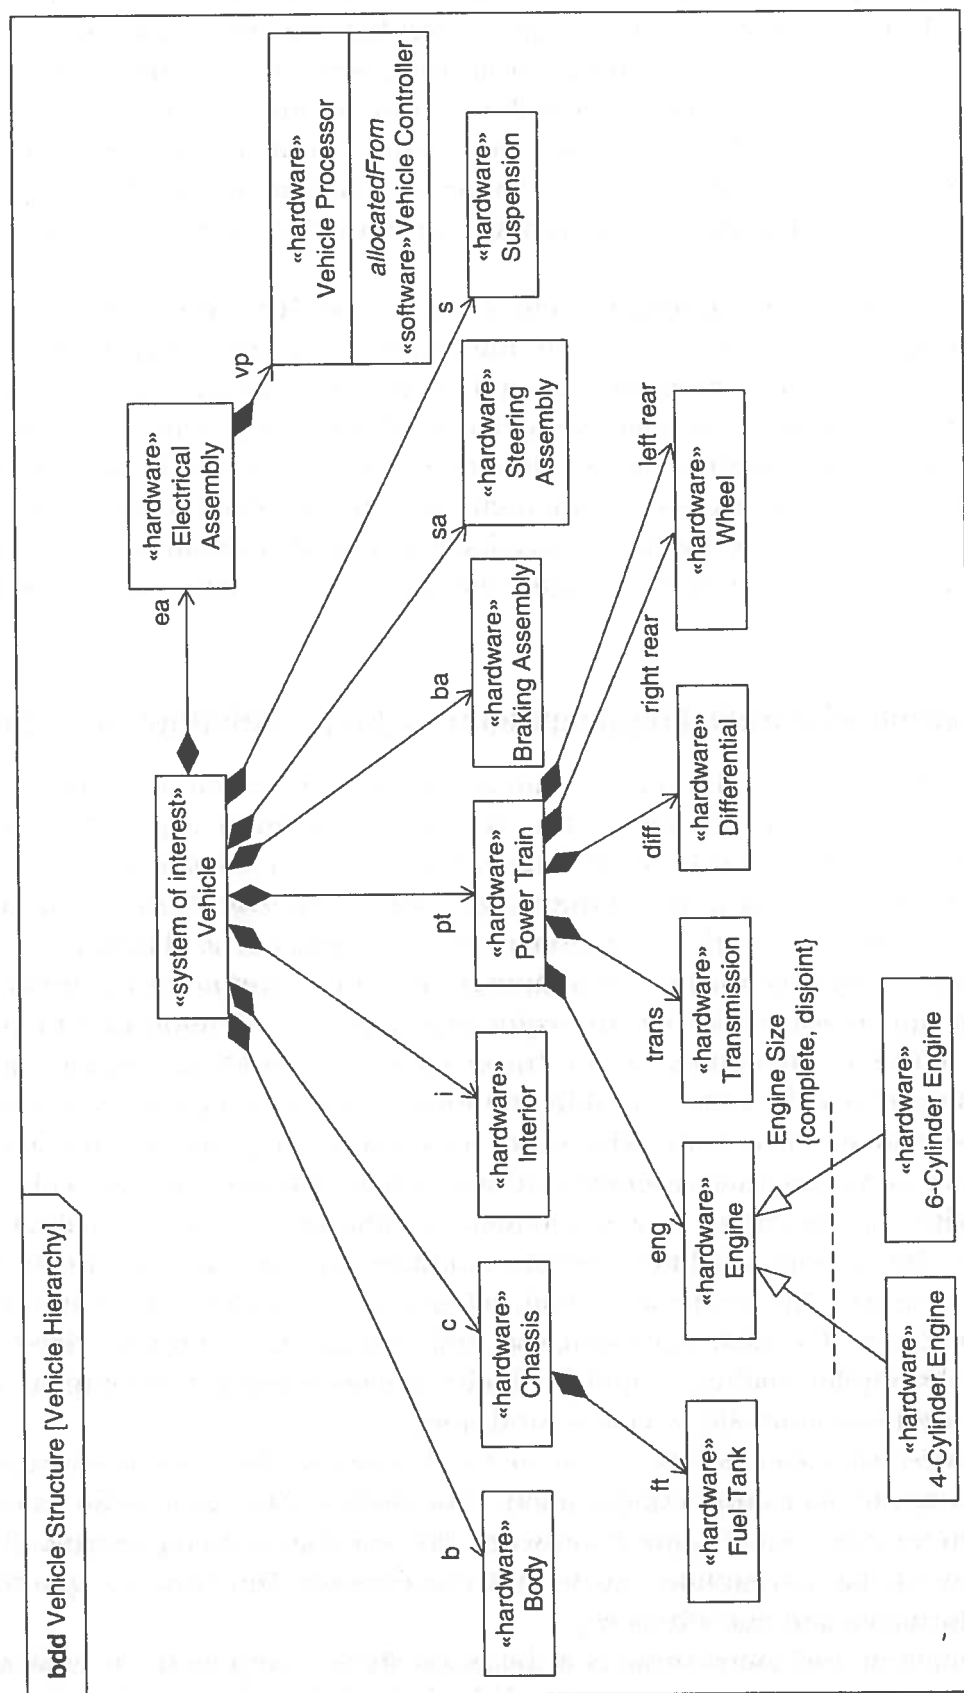 bdd Vehicle Structure [Vehicle Hierarchy]
«system of interest»
Vehicle
ea
«hardware»
Electrical
Assembly
vp
«hardware»
Vehicle Processor
allocatedFrom
«software»Vehicle Controller
b
«hardware»
Body
c
«hardware»
Chassis
i
«hardware»
Interior
pt
«hardware»
Power Train
ba
«hardware»
Braking Assembly
sa
«hardware»
Steering
Assembly
s
«hardware»
Suspension
ft
«hardware»
Fuel Tank
eng
«hardware»
Engine
trans
«hardware»
Transmission
diff
«hardware»
Differential
right rear
left rear
«hardware»
Wheel
Engine Size
{complete, disjoint}
«hardware»
4-Cylinder Engine
«hardware»
6-Cylinder Engine